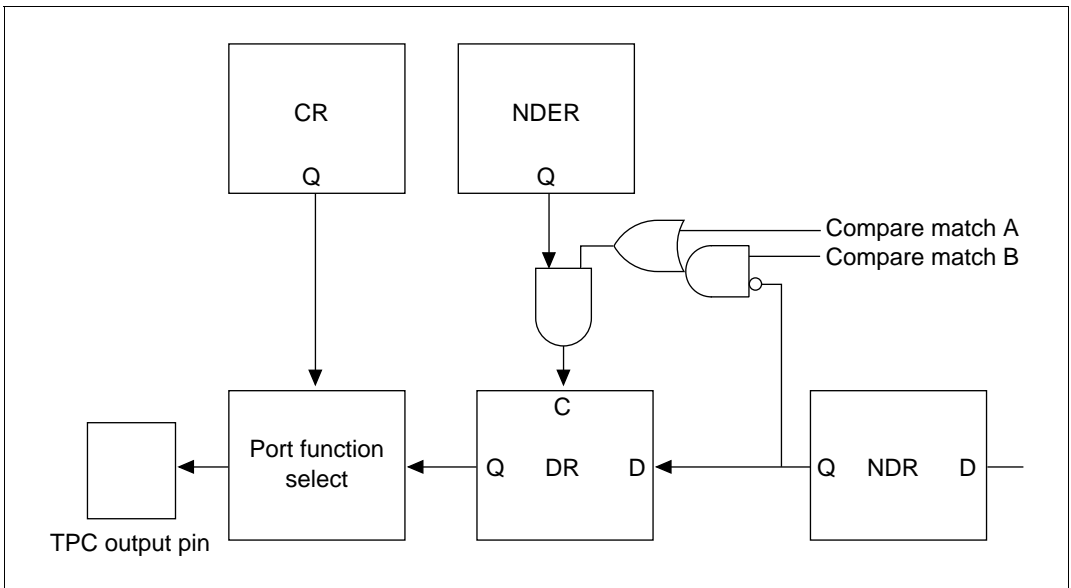 CR
NDER
Q
Q
Compare match A
Compare match B
C
Port function
select
Q
DR
D
Q
NDR
D
TPC output pin